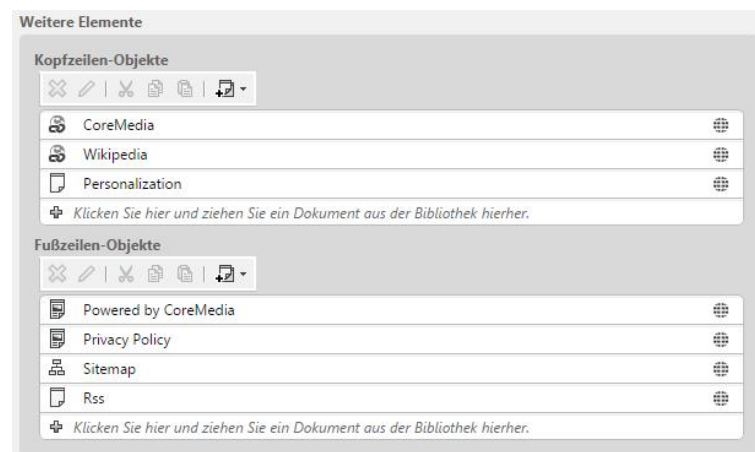 Weitere Elemente
Kopfzeilen-Objekte
CoreMedia
Wikipedia
Personalization
Klicken Sie hier und ziehen Sie ein Dokument aus der Bibliothek hierher.
Fußzeilen-Objekte
Powered by CoreMedia
Privacy Policy
Sitemap
Rss
Klicken Sie hier und ziehen Sie ein Dokument aus der Bibliothek hierher.